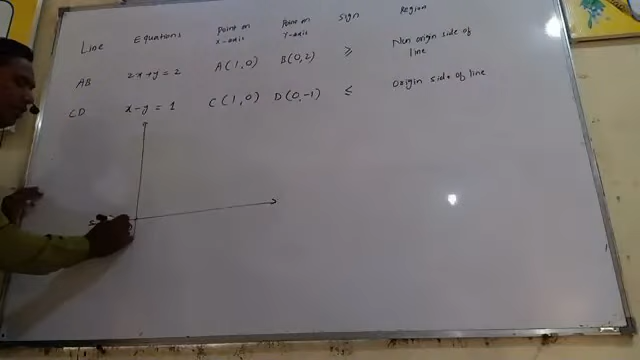 Line Equations Point on x-axis Point on Y-axis Sign Region
AB 2x+y=2 A(1,0) B(0,2) ≥ Non origin side of line
CD x-y=1 C(1,0) D(0,-1) ≤ origin side of line